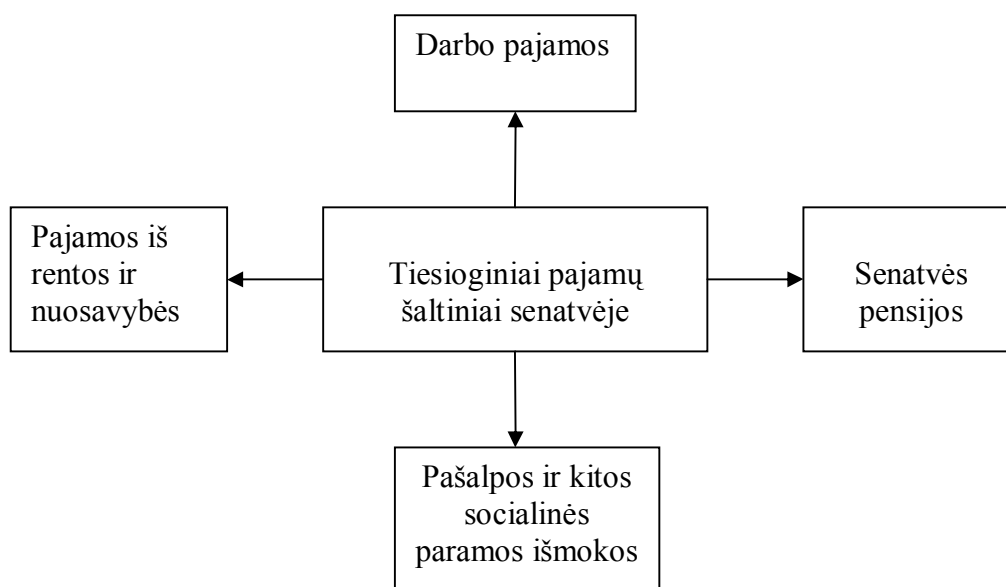 Darbo pajamos
Pajamos iš
rentos ir
nuosavybės
Tiesioginiai pajamų
šaltiniai senatvėje
Senatvės
pensijos
Pašalpos ir kitos
socialinės
paramos išmokos